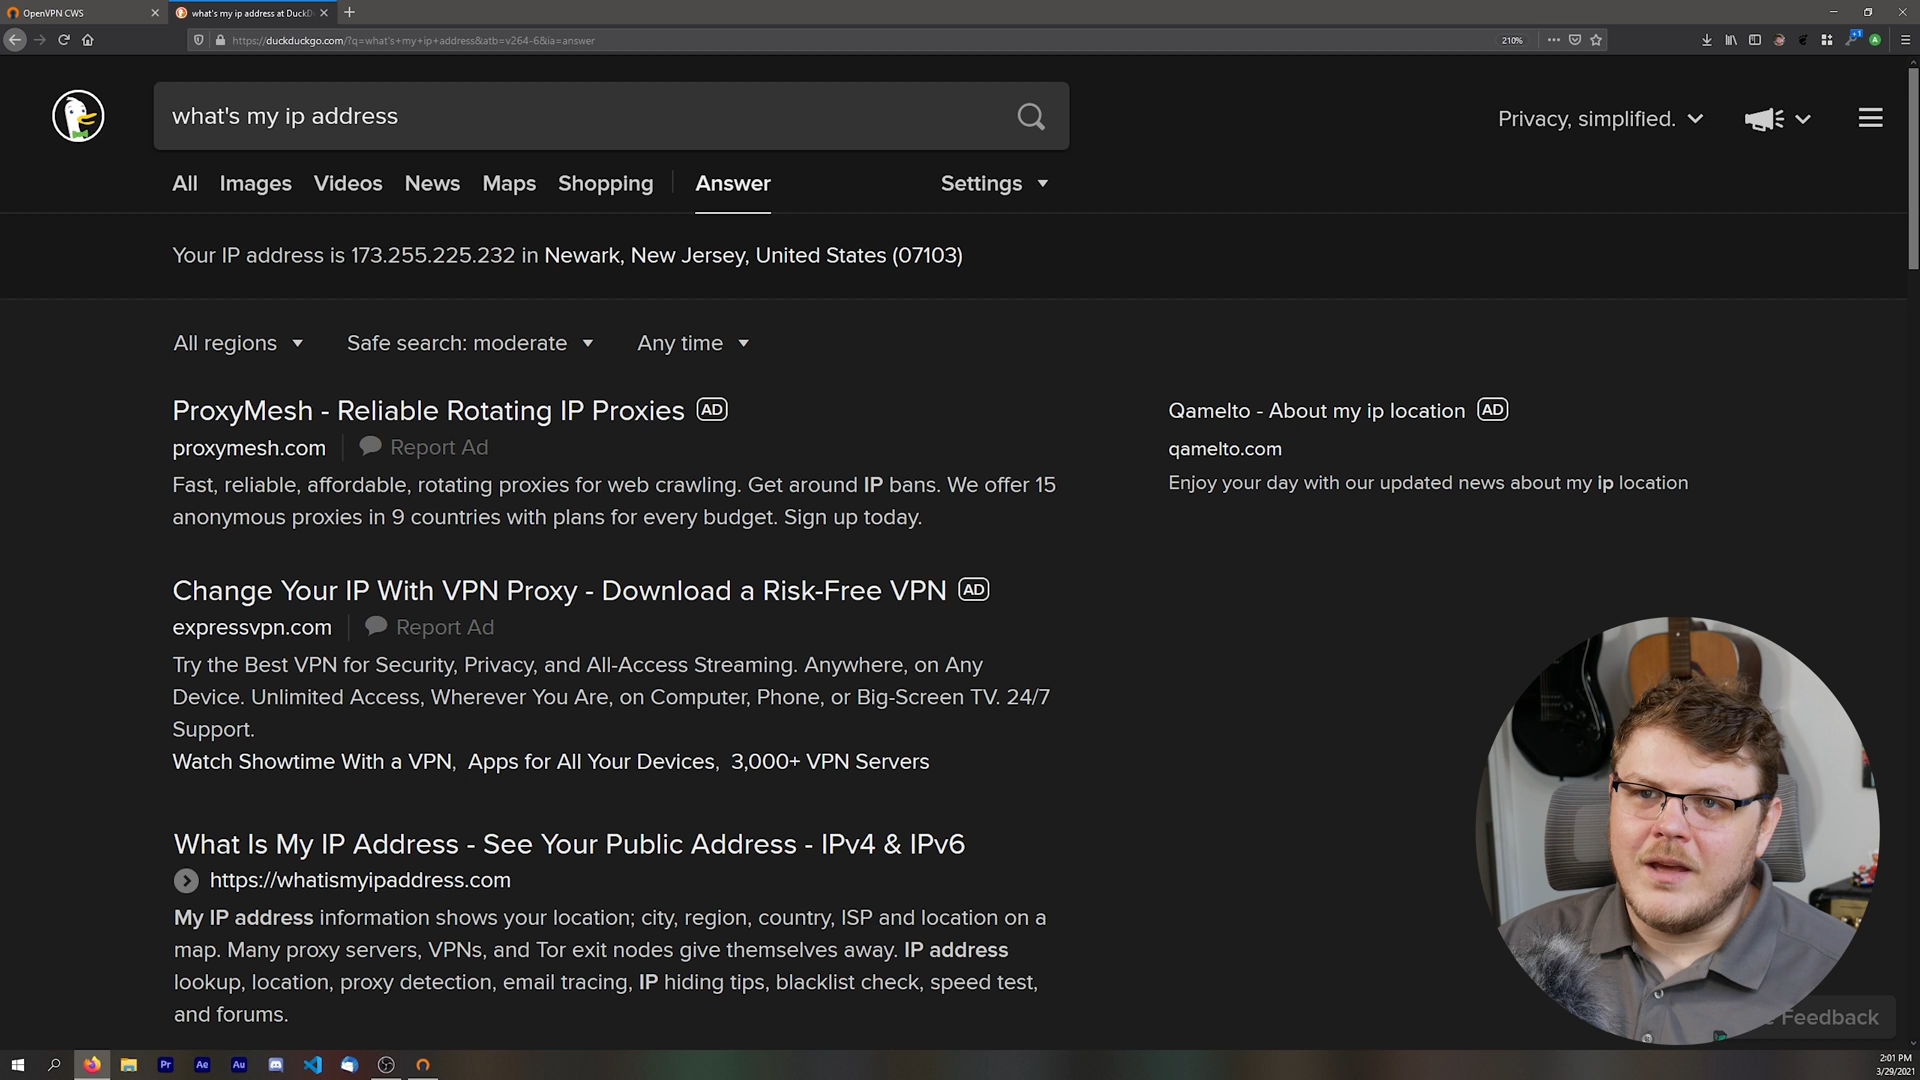 OpenVPN CWS
what's my ip address at DuckD
https://duckduckgo.com/?q=what's+my+ip+address&atb=v264-6&ia=answer
210%
+1
what's my ip address
Privacy, simplified.
All Images Videos News Maps Shopping Answer Settings
Your IP address is 173.255.225.232 in Newark, New Jersey, United States (07103)
All regions Safe search: moderate Any time
ProxyMesh - Reliable Rotating IP Proxies AD
proxymesh.com Report Ad
Fast, reliable, affordable, rotating proxies for web crawling. Get around IP bans. We offer 15
anonymous proxies in 9 countries with plans for every budget. Sign up today.
Qamelto - About my ip location AD
qamelto.com
Enjoy your day with our updated news about my ip location
Change Your IP With VPN Proxy - Download a Risk-Free VPN AD
expressvpn.com Report Ad
Try the Best VPN for Security, Privacy, and All-Access Streaming. Anywhere, on Any
Device. Unlimited Access, Wherever You Are, on Computer, Phone, or Big-Screen TV. 24/7
Support.
Watch Showtime With a VPN, Apps for All Your Devices, 3,000+ VPN Servers
What Is My IP Address - See Your Public Address - IPv4 & IPv6
https://whatismyipaddress.com
My IP address information shows your location; city, region, country, ISP and location on a
map. Many proxy servers, VPNs, and Tor exit nodes give themselves away. IP address
lookup, location, proxy detection, email tracing, IP hiding tips, blacklist check, speed test,
and forums.
Feedback
Pr Ae Au
2:01 PM
3/29/2021